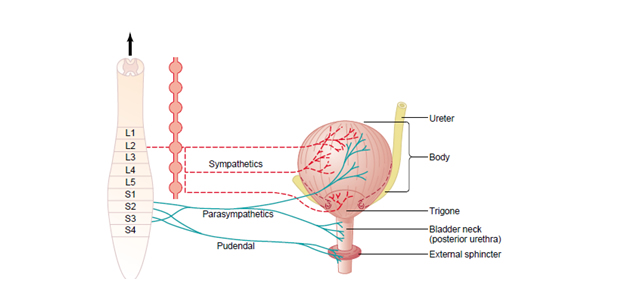 L1
L2
L3
L4
L5
S1
S2
S3
S4
Sympathetics
Parasympathetics
Pudendal
Ureter
Body
Trigone
Bladder neck
(posterior urethra)
External sphincter